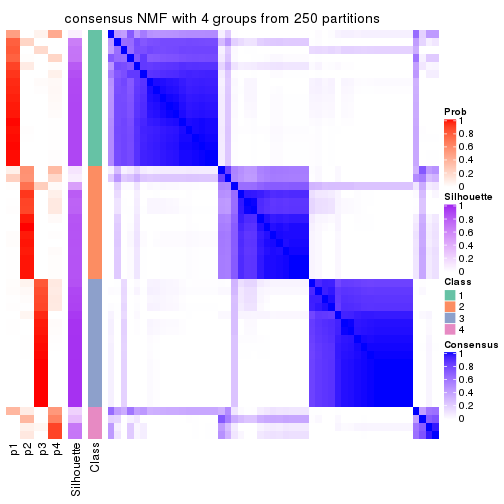 consensus NMF with 4 groups from 250 partitions
Prob
1
0.8
0.6
0.4
0.2
0
Silhouette
1
0.8
0.6
0.4
0.2
0
Class
1
2
3
4
Consensus
1
0.8
0.6
0.4
0.2
0
p1
p2
p3
p4
Silhouette
Class